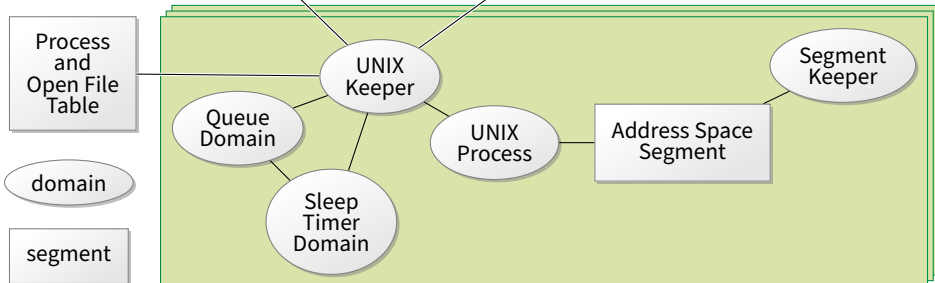 Process
and
Open File
Table
UNIX
Keeper
Segment
Keeper
Queue
Domain
UNIX
Process
Address Space
Segment
domain
Sleep
Timer
Domain
segment